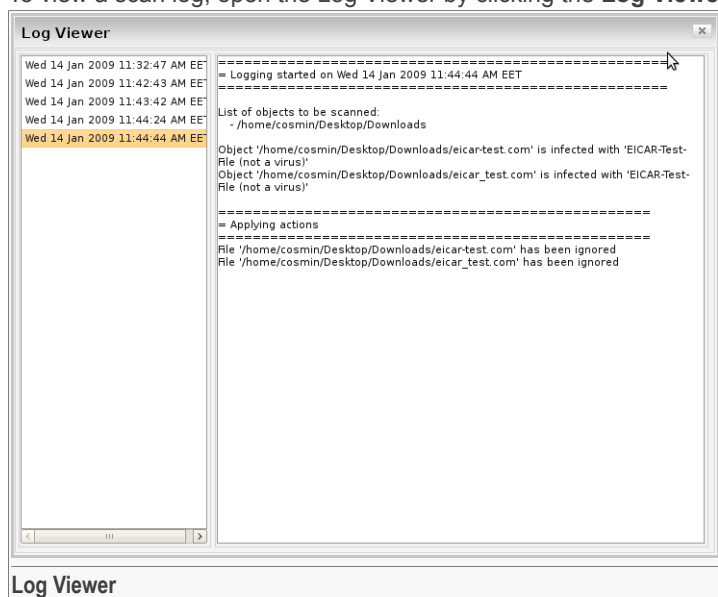 To view a scan log, open the Log Viewer by clicking the Log Viewe
Log Viewer
Wed 14 Jan 2009 11:32:47 AM EE
Wed 14 Jan 2009 11:42:43 AM EE
Wed 14 Jan 2009 11:43:42 AM EE
Wed 14 Jan 2009 11:44:24 AM EE
Wed 14 Jan 2009 11:44:44 AM EE
====================================================
= Logging started on Wed 14 Jan 2009 11:44:44 AM EET
====================================================
List of objects to be scanned:
- /home/cosmin/Desktop/Downloads
Object '/home/cosmin/Desktop/Downloads/eicar-test.com' is infected with 'EICAR-Test-
File (not a virus)'
Object '/home/cosmin/Desktop/Downloads/eicar_test.com' is infected with 'EICAR-Test-
File (not a virus)'
==================================================
= Applying actions
==================================================
File '/home/cosmin/Desktop/Downloads/eicar-test.com' has been ignored
File '/home/cosmin/Desktop/Downloads/eicar_test.com' has been ignored
Log Viewer